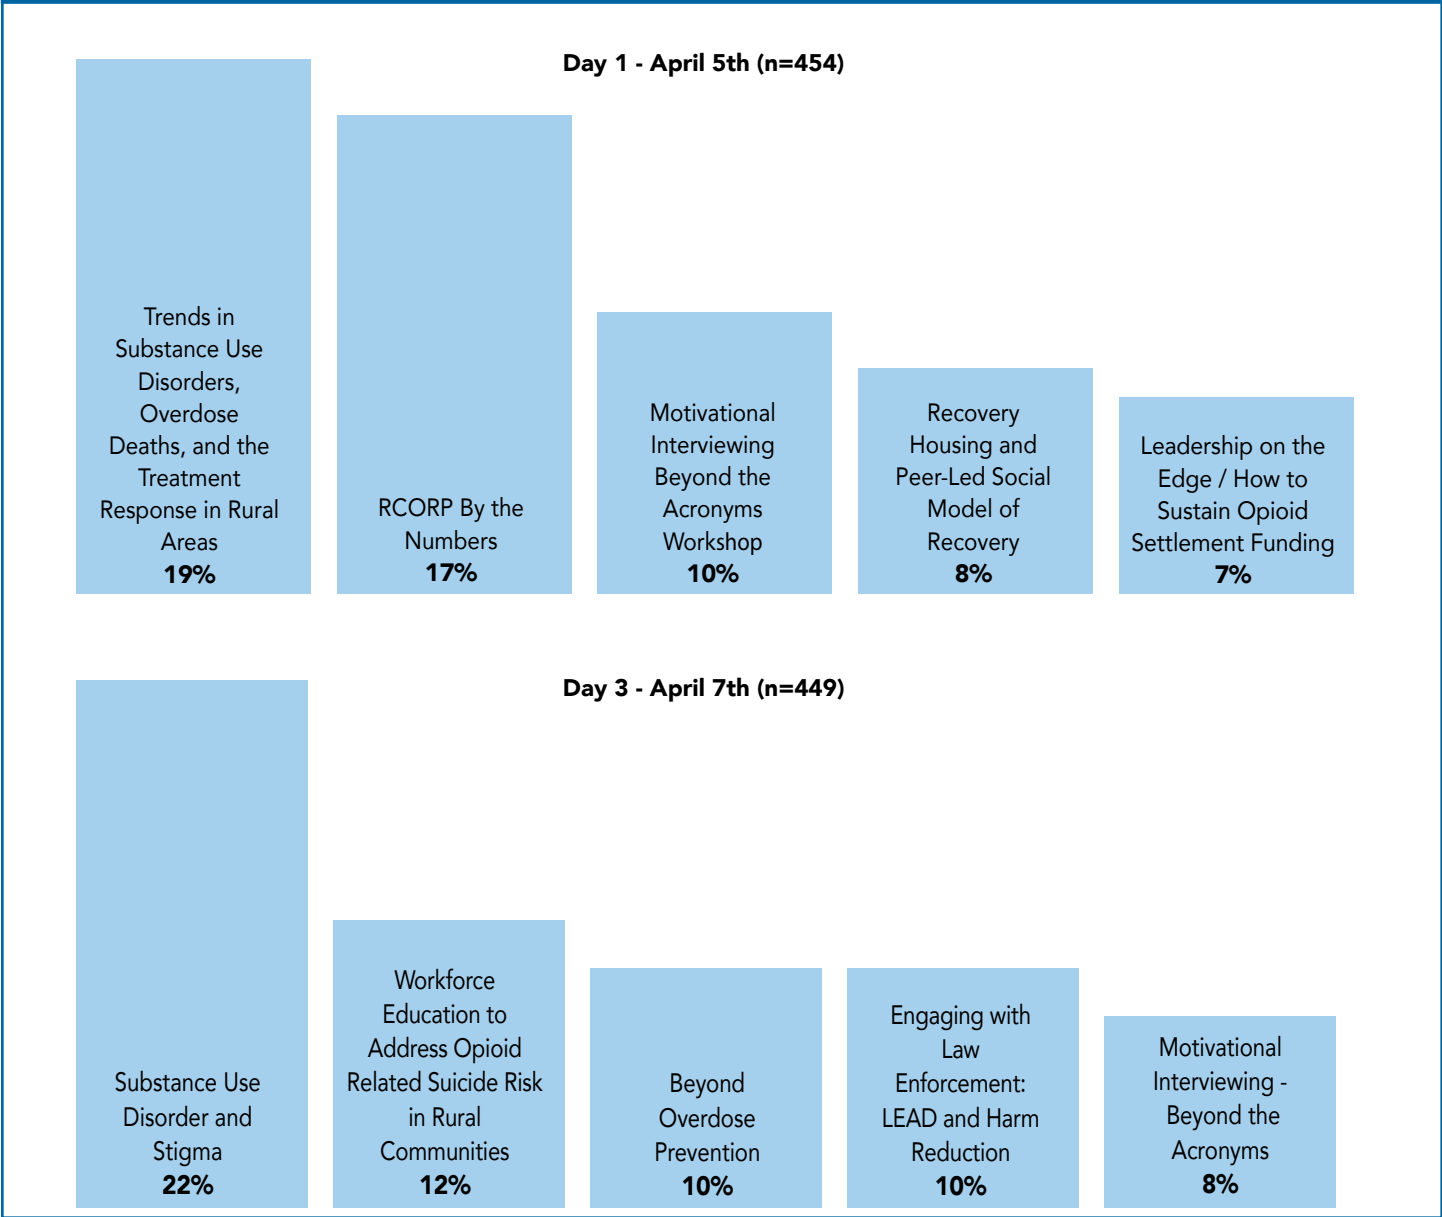 Day 1 - April 5th (n=454)
Trends in
Substance Use
Disorders,
Overdose
Deaths, and the
Treatment
Response in Rural
Areas
19%
RCORP By the
Numbers
17%
Motivational
Interviewing
Beyond the
Acronyms
Workshop
10%
Recovery
Housing and
Peer-Led Social
Model of
Recovery
8%
Leadership on the
Edge / How to
Sustain Opioid
Settlement Funding
7%
Day 3 - April 7th (n=449)
Substance Use
Disorder and
Stigma
22%
Workforce
Education to
Address Opioid
Related Suicide Risk
in Rural
Communities
12%
Beyond
Overdose
Prevention
10%
Engaging with
Law
Enforcement:
LEAD and Harm
Reduction
10%
Motivational
Interviewing -
Beyond the
Acronyms
8%